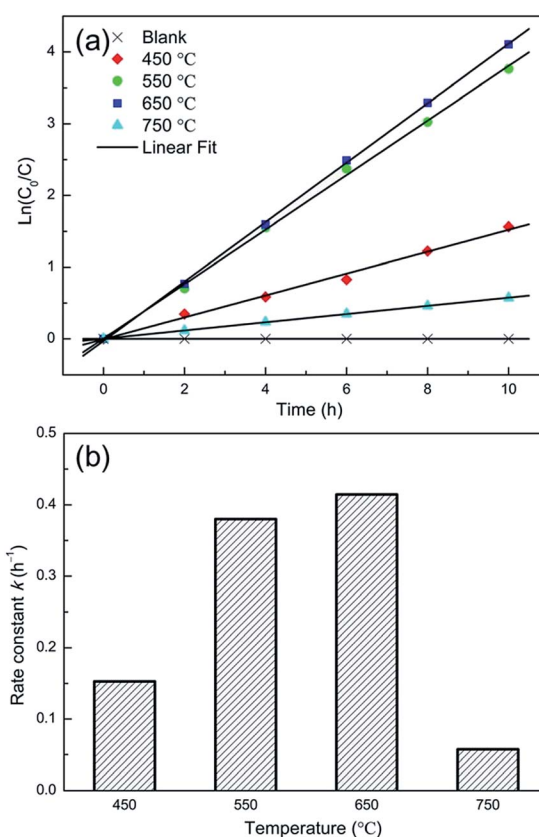 (a)
Blank
450 °C
550 °C
650 °C
750 °C
Linear Fit
Ln(C₀/C)
4
3
2
1
0
0 2 4 6 8 10
Time (h)
(b)
Rate constant k (h⁻¹)
0.5
0.4
0.3
0.2
0.1
0.0
450 550 650 750
Temperature (°C)